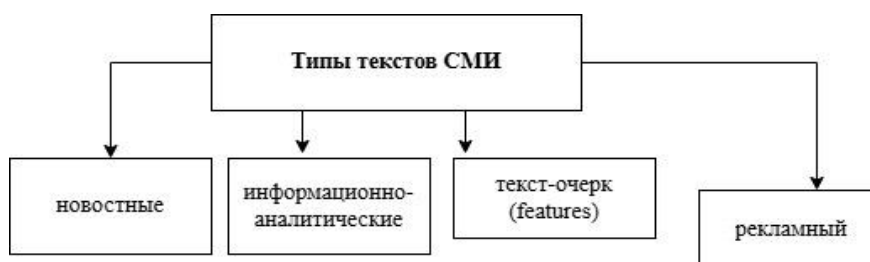 Типы текстов СМИ
новостные
информационно-
аналитические
текст-очерк
(features)
рекламный